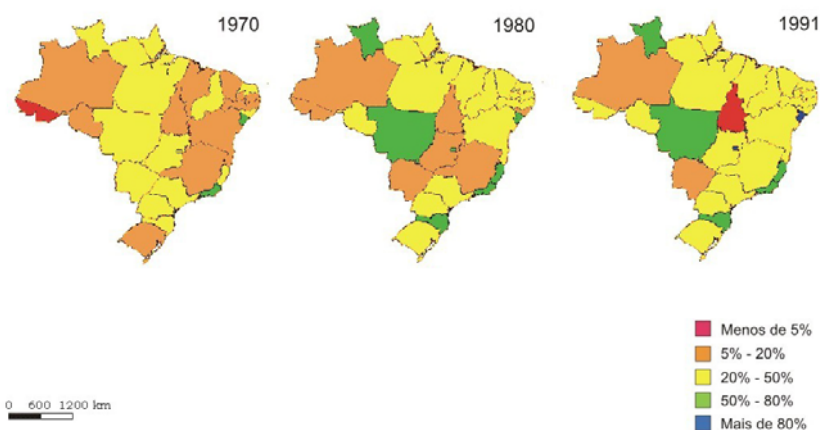 1970
1980
1991
Menos de 5%
5% - 20%
20% - 50%
50% - 80%
Mais de 80%
0 600 1200 km